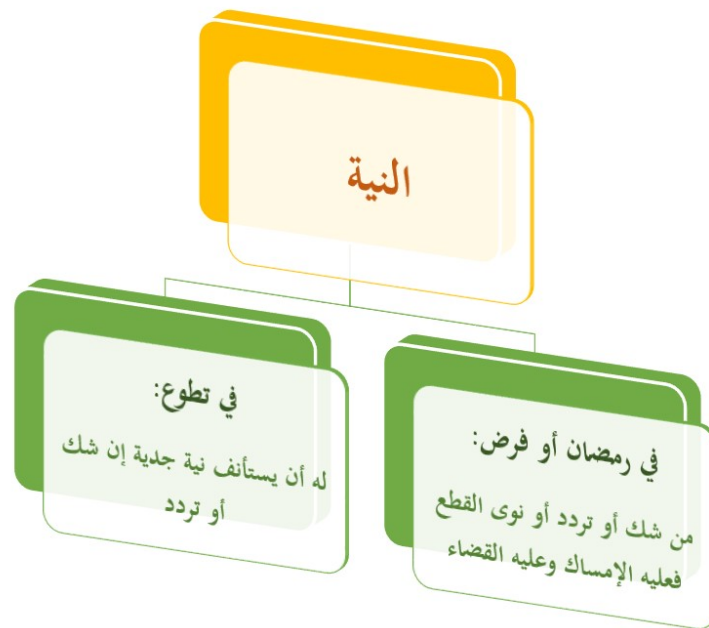 النية
في رمضان أو فرض:
من شك أو تردد أو نوى القطع
فعليه الإمساك وعليه القضاء
في تطوع:
له أن يستأنف نية جدية إن شك
أو تردد